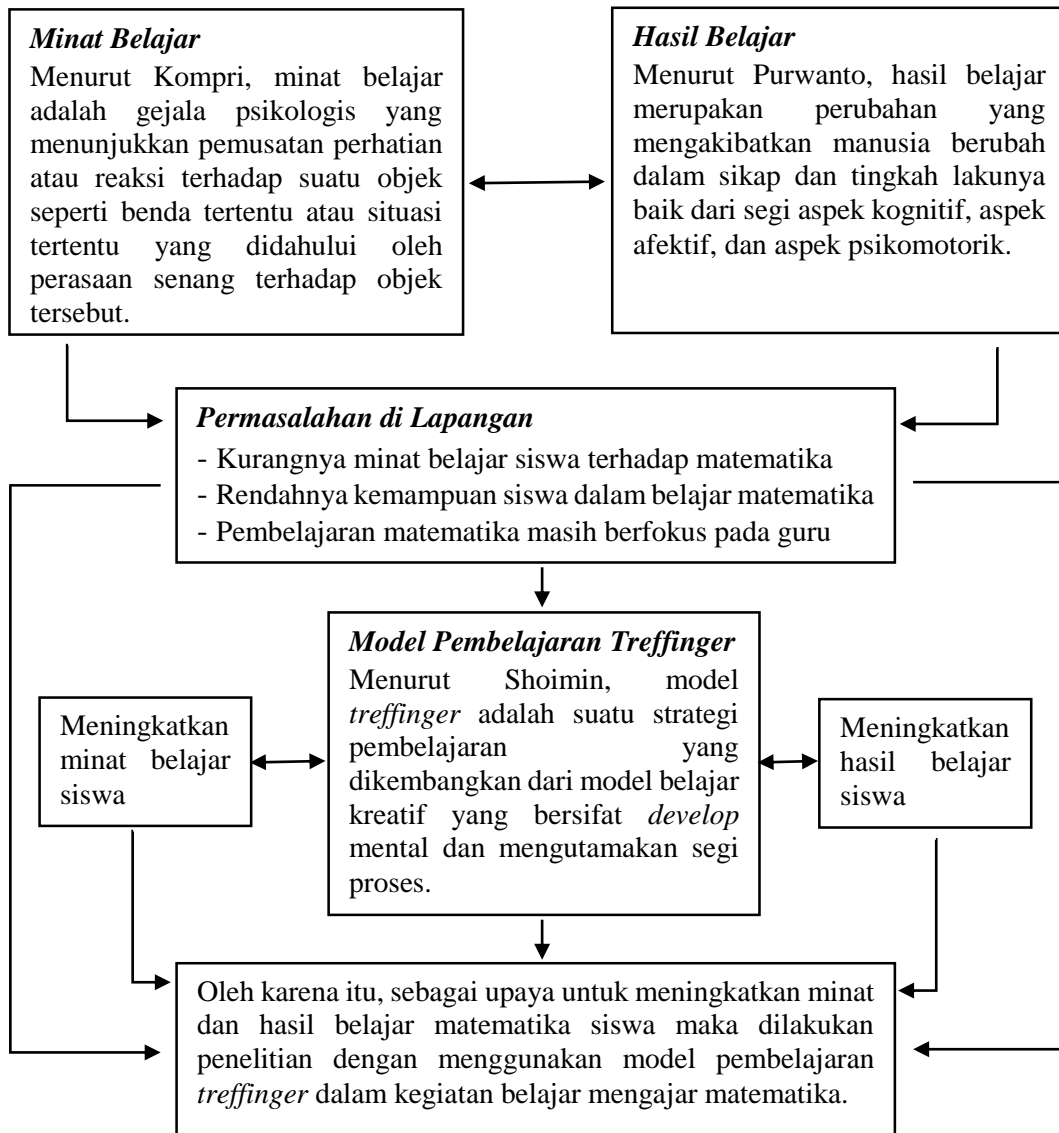 Minat Belajar
Menurut Kompri, minat belajar
adalah gejala psikologis yang
menunjukkan pemusatan perhatian
atau reaksi terhadap suatu objek
seperti benda tertentu atau situasi
tertentu yang didahului oleh
perasaan senang terhadap objek
tersebut.
Hasil Belajar
Menurut Purwanto, hasil belajar
merupakan perubahan yang
mengakibatkan manusia berubah
dalam sikap dan tingkah lakunya
baik dari segi aspek kognitif, aspek
afektif, dan aspek psikomotorik.
Permasalahan di Lapangan
- Kurangnya minat belajar siswa terhadap matematika
- Rendahnya kemampuan siswa dalam belajar matematika
- Pembelajaran matematika masih berfokus pada guru
Model Pembelajaran Treffinger
Menurut Shoimin, model
treffinger adalah suatu strategi
pembelajaran yang
dikembangkan dari model belajar
kreatif yang bersifat develop
mental dan mengutamakan segi
proses.
Meningkatkan
minat belajar
siswa
Meningkatkan
hasil belajar
siswa
Oleh karena itu, sebagai upaya untuk meningkatkan minat
dan hasil belajar matematika siswa maka dilakukan
penelitian dengan menggunakan model pembelajaran
treffinger dalam kegiatan belajar mengajar matematika.